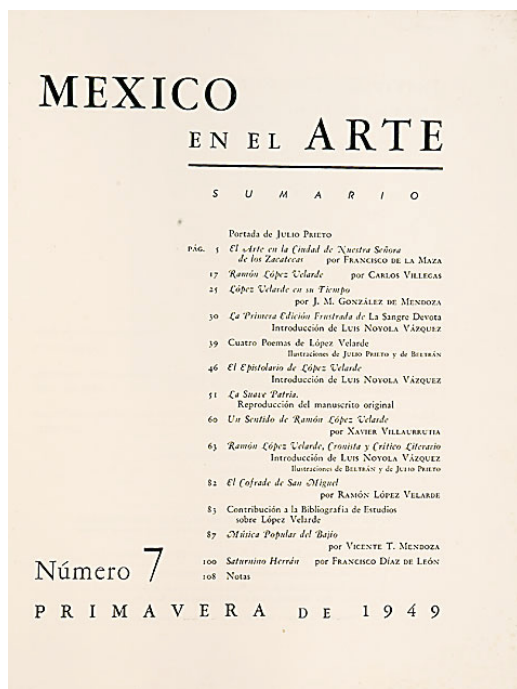 MEXICO
EN EL ARTE
SUMARIO
Portada de JULIO PRIETO
PÁG. 5 El Arte en la Ciudad de Nuestra Señora
de los Zacatecas por FRANCISCO DE LA MAZA
17 Ramón López Velarde por CARLOS VILLEGAS
25 López Velarde en su Tiempo
por J. M. GONZÁLEZ DE MENDOZA
30 La Primera Edición Frustrada de La Sangre Devota
Introducción de LUIS NOYOLA VÁZQUEZ
39 Cuatro Poemas de López Velarde
Ilustraciones de JULIO PRIETO y de BELTRÁN
46 El Epistolario de López Velarde
Introducción de LUIS NOYOLA VÁZQUEZ
51 La Suave Patria.
Reproducción del manuscrito original
60 Un Sentido de Ramón López Velarde
por XAVIER VILLAURRUTIA
63 Ramón López Velarde, Cronista y Crítico Literario
Introducción de LUIS NOYOLA VÁZQUEZ
Ilustraciones de BELTRÁN y de JULIO PRIETO
82 El Cofrade de San Miguel
por RAMÓN LÓPEZ VELARDE
83 Contribución a la Bibliografía de Estudios
sobre López Velarde
87 Música Popular del Bajío
por VICENTE T. MENDOZA
100 Saturnino Herrán por FRANCISCO DÍAZ DE LEÓN
108 Notas
Número 7
PRIMAVERA DE 1949